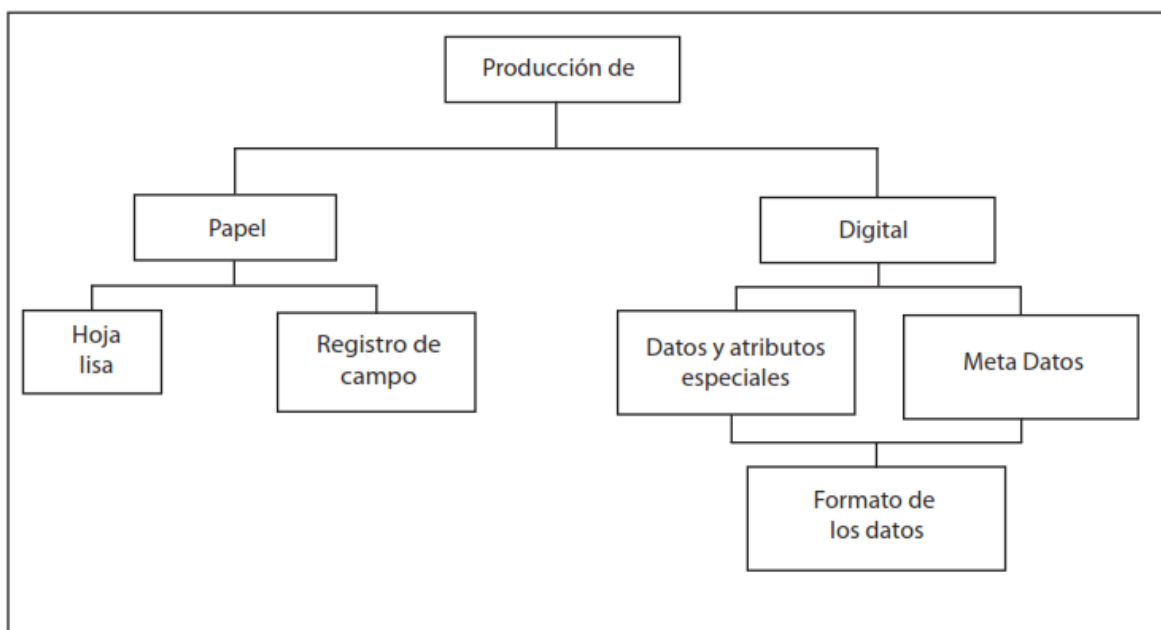 Producción de
Papel
Digital
Hoja
lisa
Registro de
campo
Datos y atributos
especiales
Meta Datos
Formato de
los datos